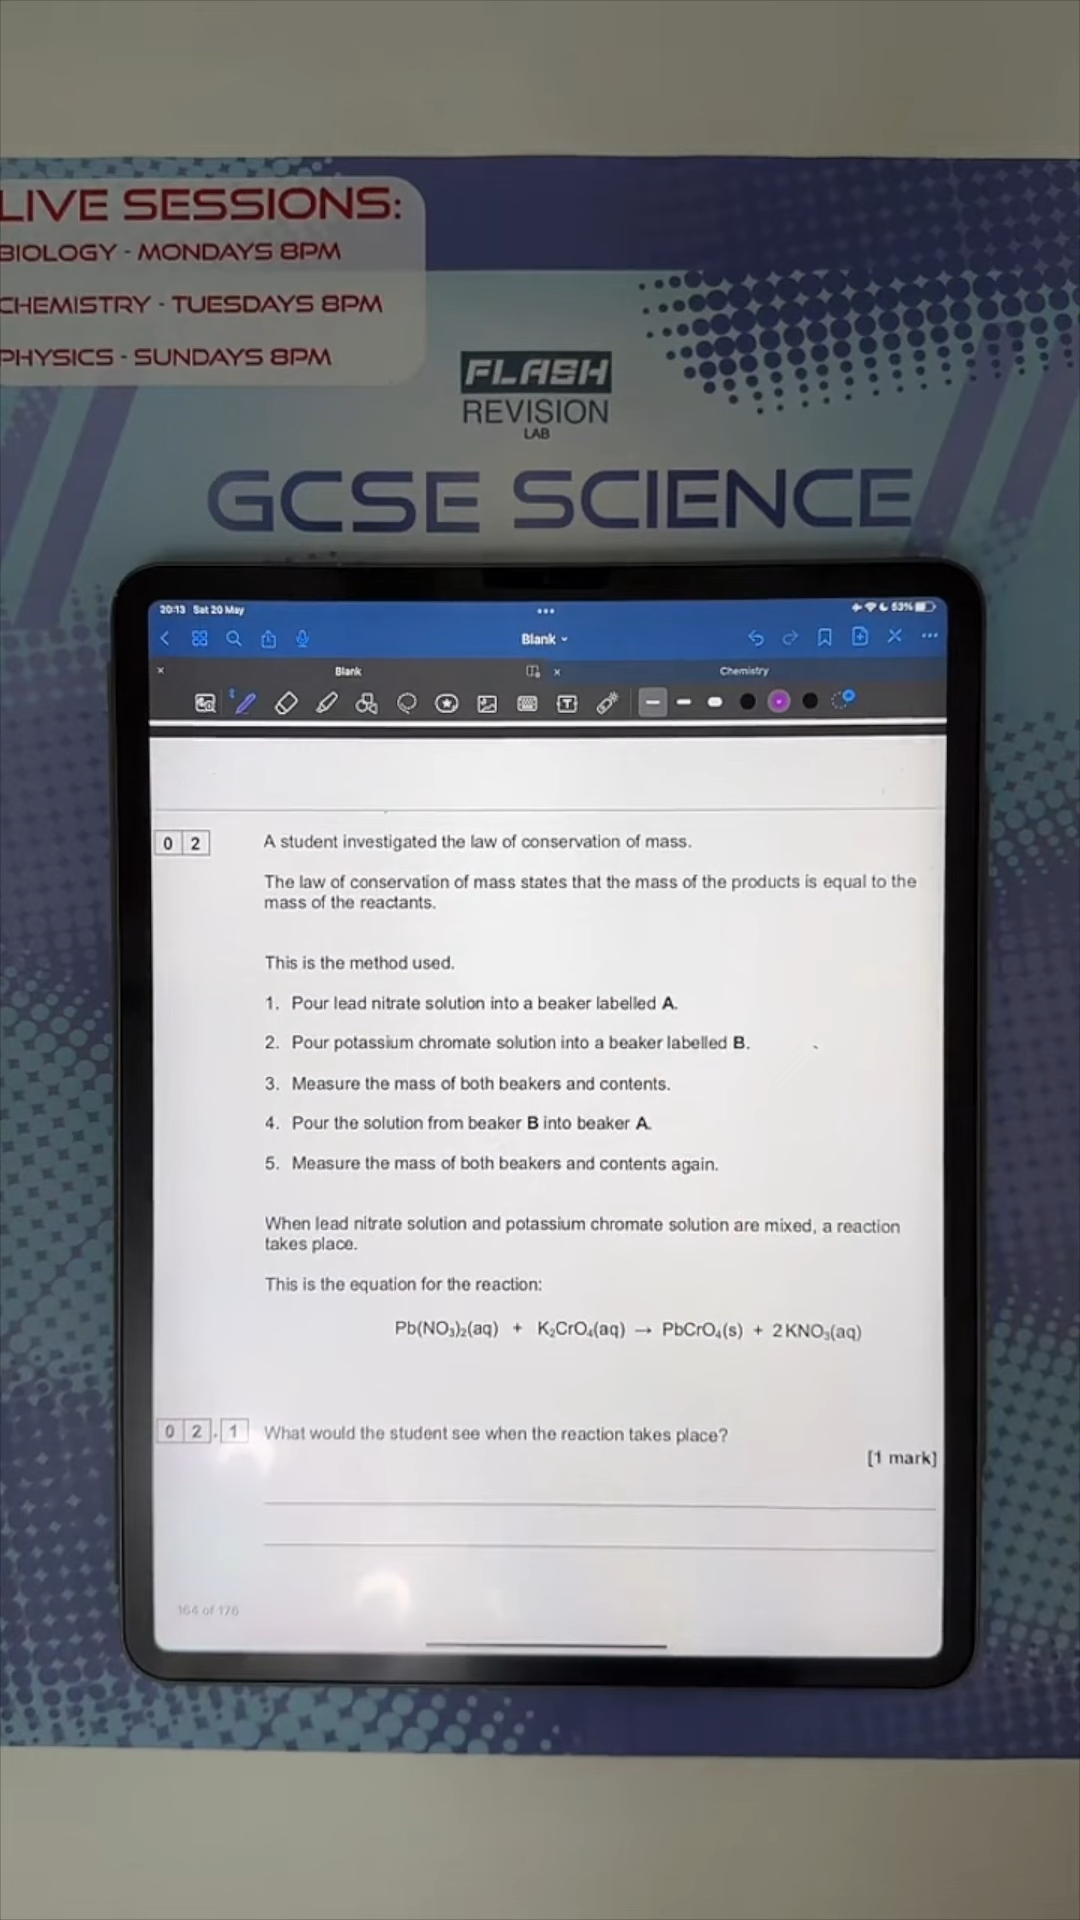 LIVE SESSIONS:
BIOLOGY - MONDAYS 8PM
CHEMISTRY - TUESDAYS 8PM
PHYSICS - SUNDAYS 8PM
FLASH
REVISION
LAB
GCSE SCIENCE
20:13 Sat 20 May
53%
Blank
Blank
Chemistry
0 2 A student investigated the law of conservation of mass.
The law of conservation of mass states that the mass of the products is equal to the
mass of the reactants.
This is the method used.
1. Pour lead nitrate solution into a beaker labelled A.
2. Pour potassium chromate solution into a beaker labelled B.
3. Measure the mass of both beakers and contents.
4. Pour the solution from beaker B into beaker A.
5. Measure the mass of both beakers and contents again.
When lead nitrate solution and potassium chromate solution are mixed, a reaction
takes place.
This is the equation for the reaction:
Pb(NO₃)₂(aq) + K₂CrO₄(aq) → PbCrO₄(s) + 2KNO₃(aq)
0 2 . 1 What would the student see when the reaction takes place?
[1 mark]
164 of 176